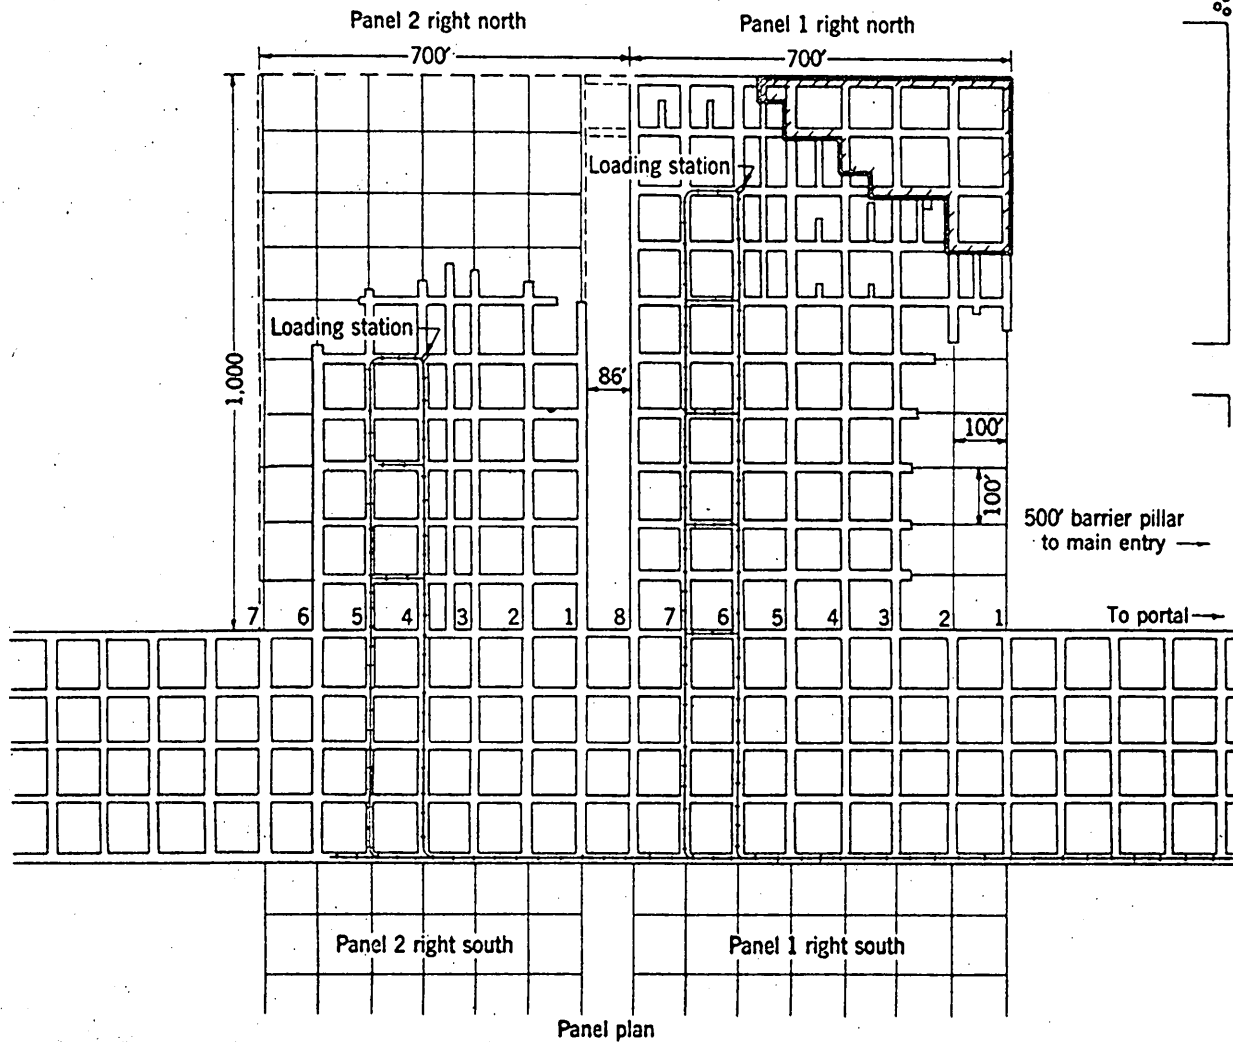 Panel 2 right north
Panel 1 right north
700'
700'
Loading station
Loading station
1,000
86'
100'
100'
500' barrier pillar
to main entry
7 6 5 4 3 2 1 8 7 6 5 4 3 2 1
To portal
Panel 2 right south
Panel 1 right south
Panel plan